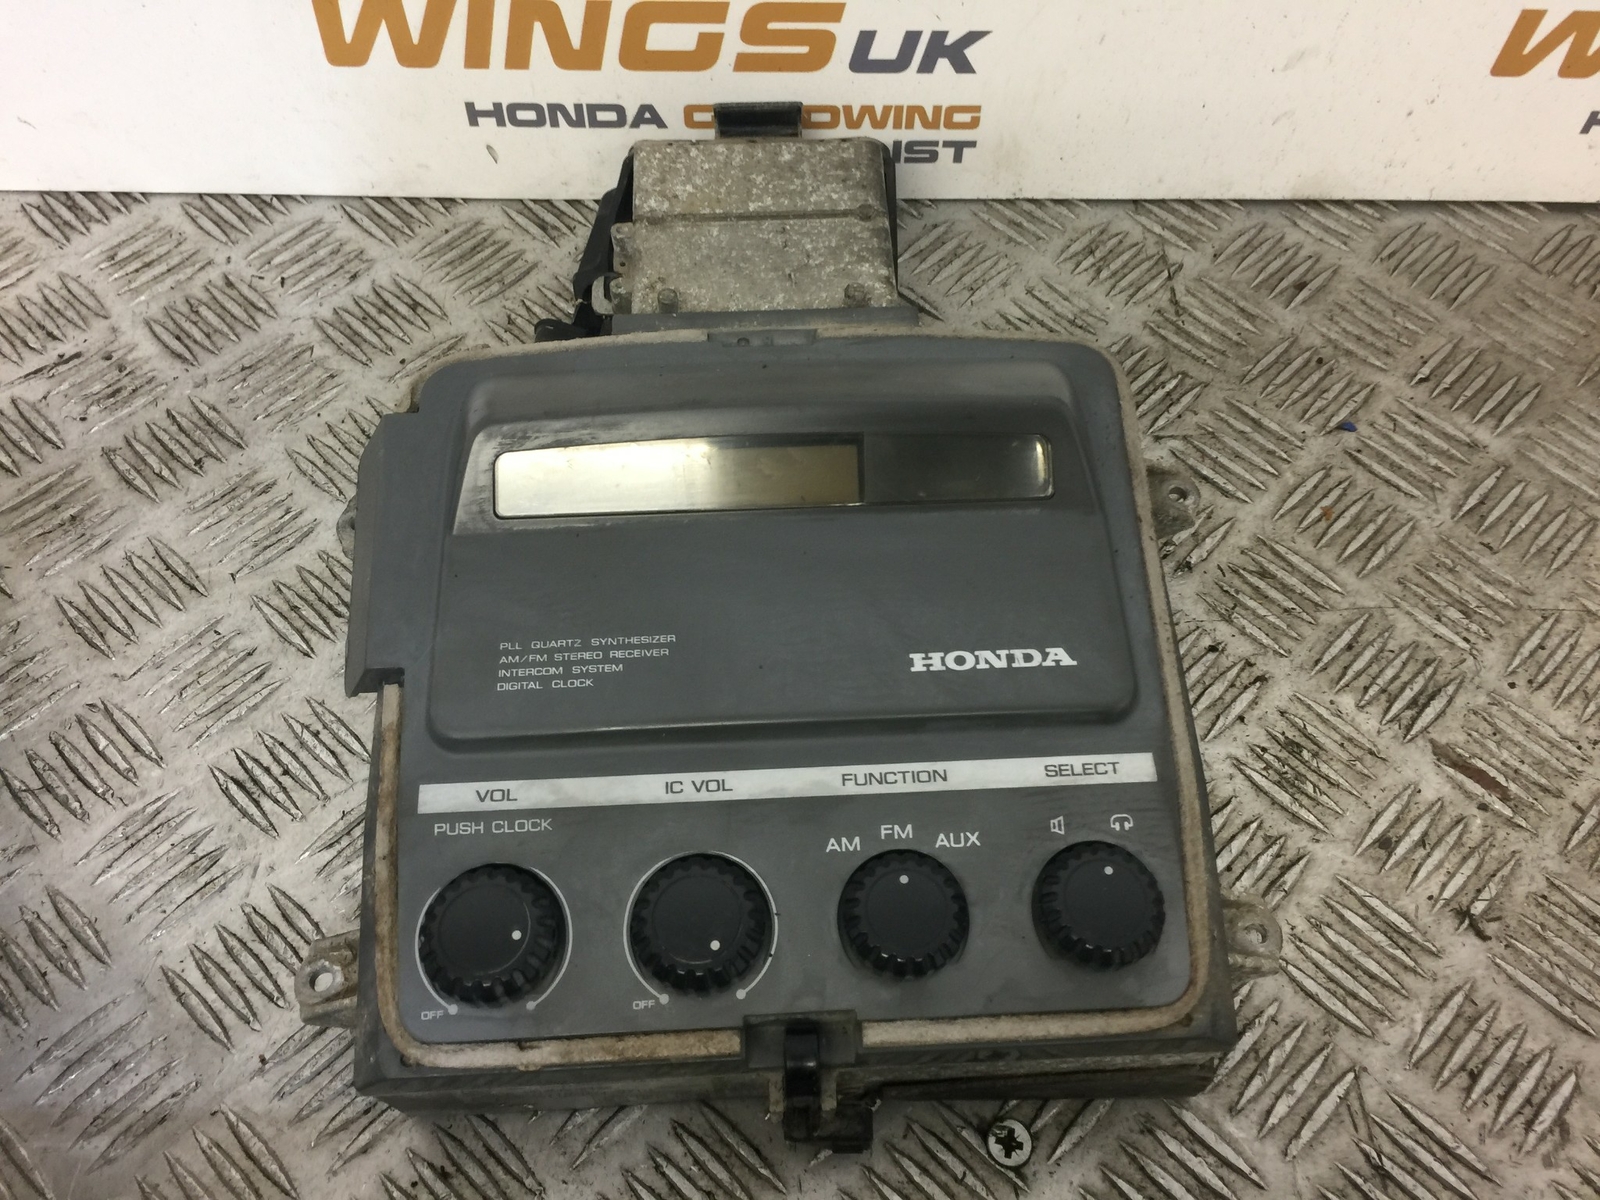 WINGS UK
HONDA G DWING
IST
PLL QUARTZ SYNTHESIZER
AM/FM STEREO RECEIVER
INTERCOM SYSTEM
DIGITAL CLOCK
HONDA
VOL
IC VOL
FUNCTION
SELECT
PUSH CLOCK
AM
FM
AUX
OFF
OFF